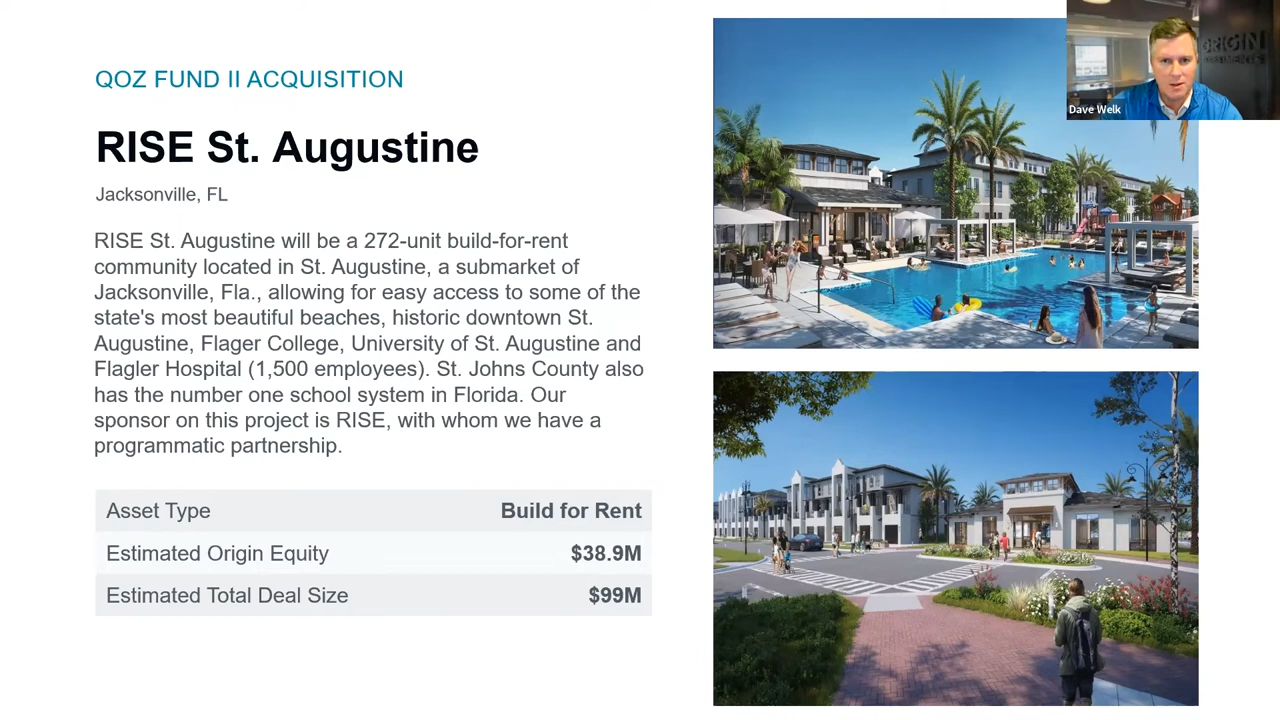 QOZ FUND II ACQUISITION
RISE St. Augustine
Jacksonville, FL
RISE St. Augustine will be a 272-unit build-for-rent
community located in St. Augustine, a submarket of
Jacksonville, Fla., allowing for easy access to some of the
state's most beautiful beaches, historic downtown St.
Augustine, Flager College, University of St. Augustine and
Flagler Hospital (1,500 employees). St. Johns County also
has the number one school system in Florida. Our
sponsor on this project is RISE, with whom we have a
programmatic partnership.
Asset Type Build for Rent
Estimated Origin Equity $38.9M
Estimated Total Deal Size $99M
ORIGIN
Dave Welk